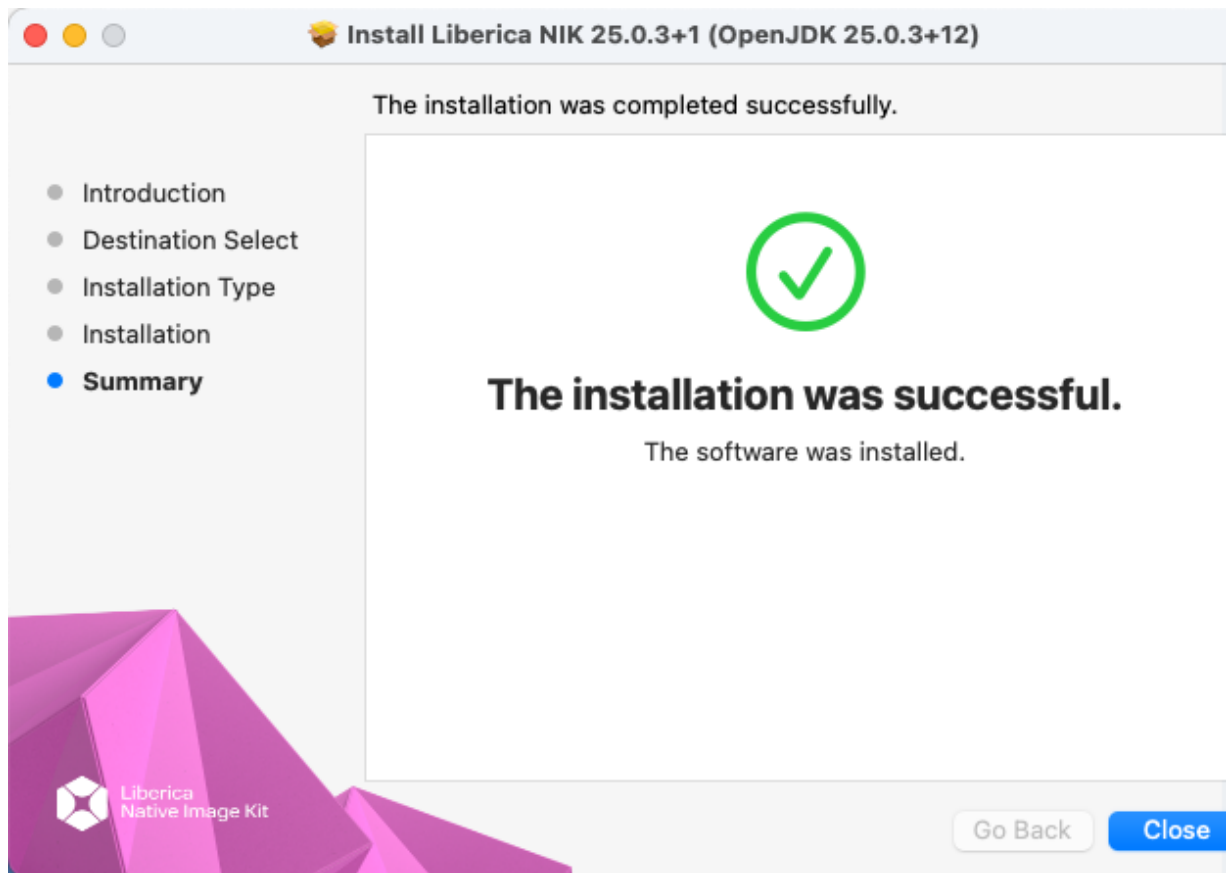 Install Liberica NIK 25.0.3+1 (OpenJDK 25.0.3+12)
The installation was completed successfully.
Introduction
Destination Select
Installation Type
Installation
Summary
The installation was successful.
The software was installed.
Liberica
Native Image Kit
Go Back
Close